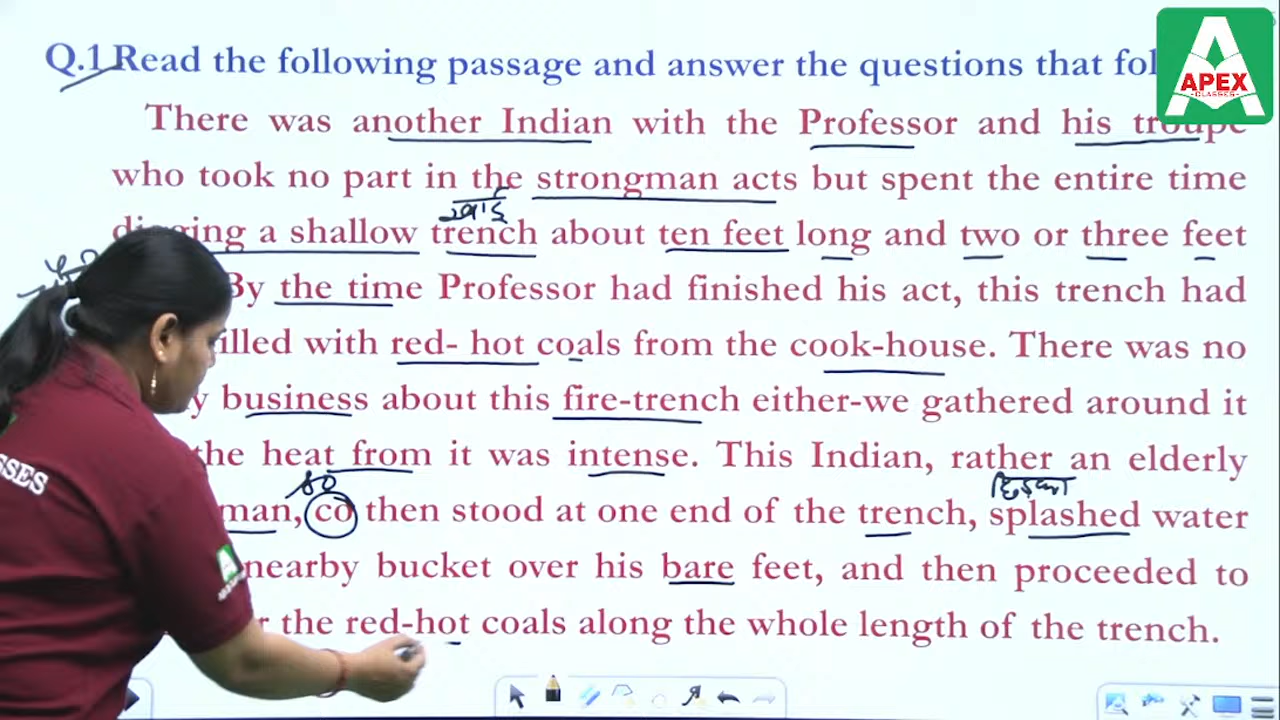 Q.1 Read the following passage and answer the questions that fol
There was another Indian with the Professor and his troupe
who took no part in the strongman acts but spent the entire time
digging a shallow trench about ten feet long and two or three feet
By the time Professor had finished his act, this trench had
illed with red- hot coals from the cook-house. There was no
y business about this fire-trench either-we gathered around it
the heat from it was intense. This Indian, rather an elderly
man, co then stood at one end of the trench, splashed water
nearby bucket over his bare feet, and then proceeded to
r the red-hot coals along the whole length of the trench.
APEX
-CLASSES-
SSES
so